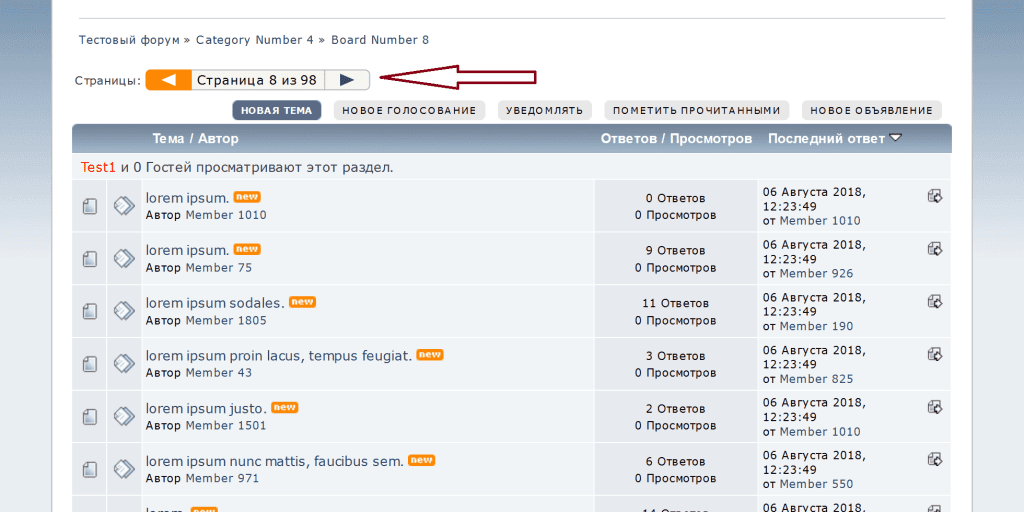 Тестовый форум » Category Number 4 » Board Number 8
Страницы: Страница 8 из 98
НОВАЯ ТЕМА НОВОЕ ГОЛОСОВАНИЕ УВЕДОМЛЯТЬ ПОМЕТИТЬ ПРОЧИТАННЫМИ НОВОЕ ОБЪЯВЛЕНИЕ
Тема / Автор Ответов / Просмотров Последний ответ
Test1 и 0 Гостей просматривают этот раздел.
lorem ipsum. new
Автор Member 1010
0 Ответов
0 Просмотров
06 Августа 2018,
12:23:49
от Member 1010
lorem ipsum. new
Автор Member 75
9 Ответов
0 Просмотров
06 Августа 2018,
12:23:49
от Member 926
lorem ipsum sodales. new
Автор Member 1805
11 Ответов
0 Просмотров
06 Августа 2018,
12:23:49
от Member 190
lorem ipsum proin lacus, tempus feugiat. new
Автор Member 43
3 Ответов
0 Просмотров
06 Августа 2018,
12:23:49
от Member 825
lorem ipsum justo. new
Автор Member 1501
2 Ответов
0 Просмотров
06 Августа 2018,
12:23:49
от Member 1010
lorem ipsum nunc mattis, faucibus sem. new
Автор Member 971
6 Ответов
0 Просмотров
06 Августа 2018,
12:23:49
от Member 550
lorem. new
14 Ответов
06 Августа 2018,